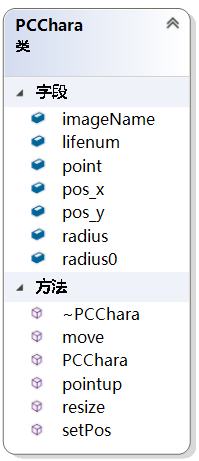 PCChara
类
字段
imageName
lifenum
point
pos_x
pos_y
radius
radius0
方法
~PCChara
move
PCChara
pointup
resize
setPos